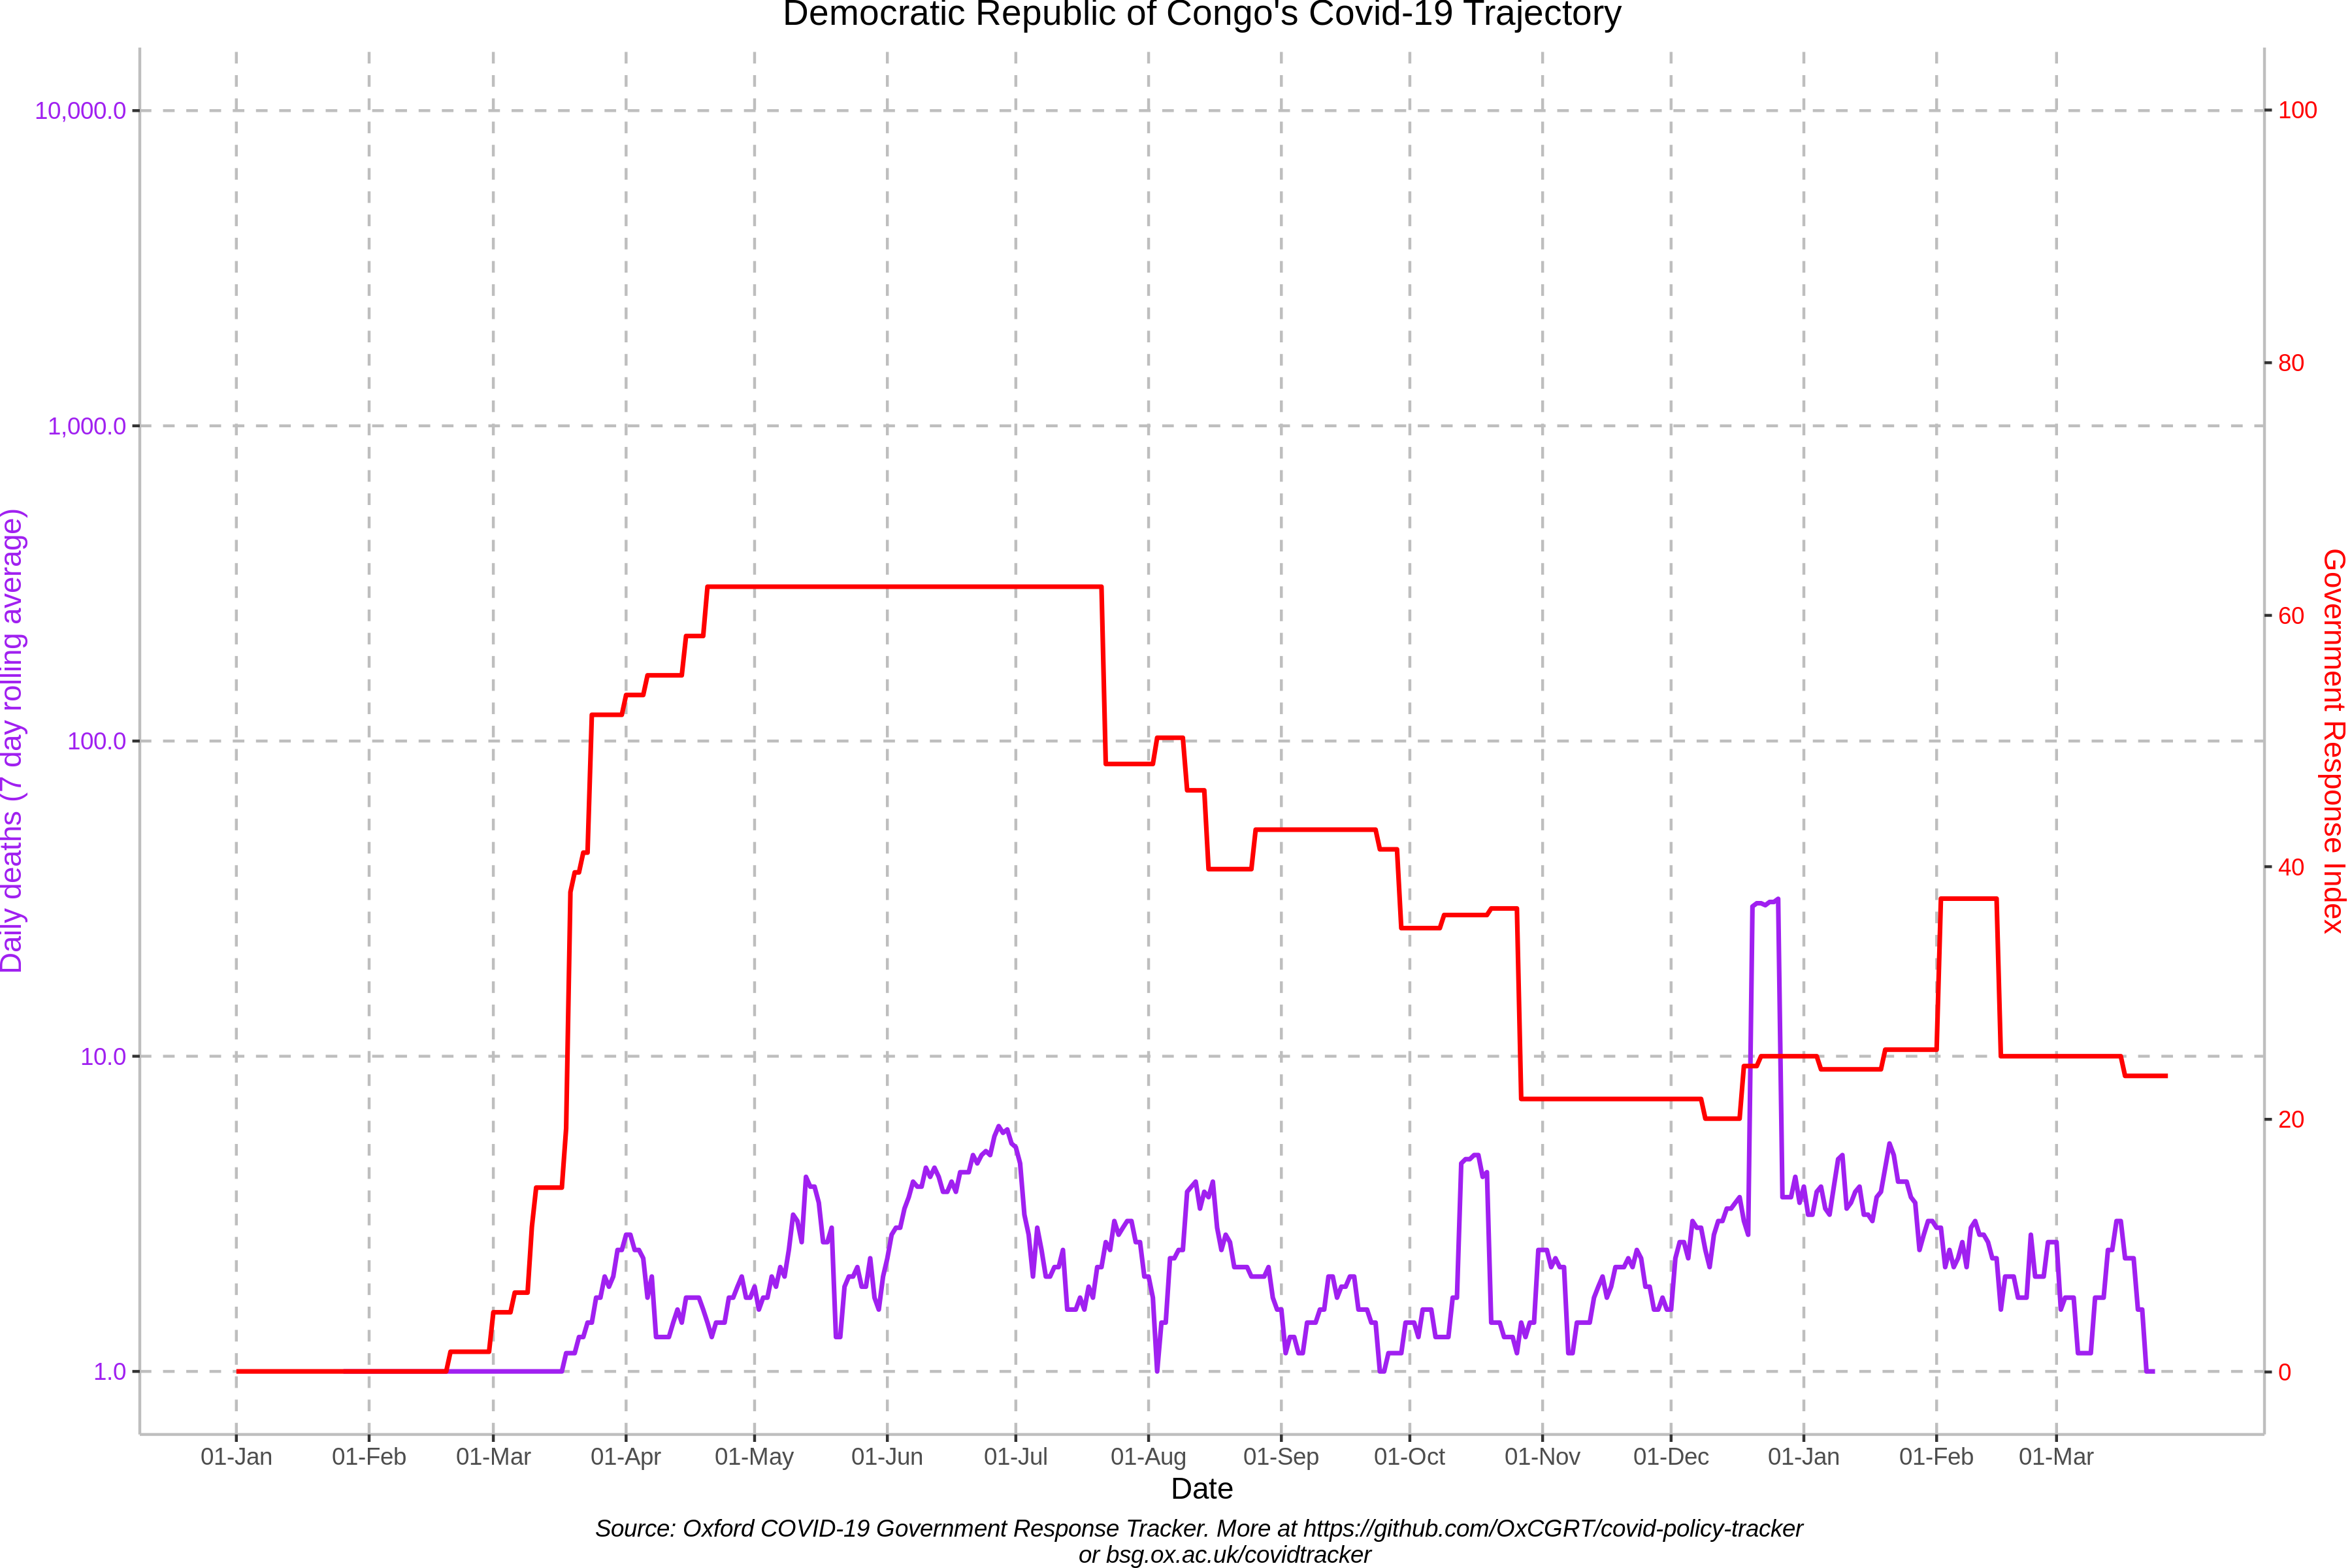 Democratic Republic of Congo's Covid-19 Trajectory
Daily deaths (7 day rolling average)
10,000.0
1,000.0
100.0
10.0
1.0
100
80
60
40
20
0
Government Response Index
01-Jan 01-Feb 01-Mar 01-Apr 01-May 01-Jun 01-Jul 01-Aug 01-Sep 01-Oct 01-Nov 01-Dec 01-Jan 01-Feb 01-Mar
Date
Source: Oxford COVID-19 Government Response Tracker. More at https://github.com/OxCGRT/covid-policy-tracker
or bsg.ox.ac.uk/covidtracker